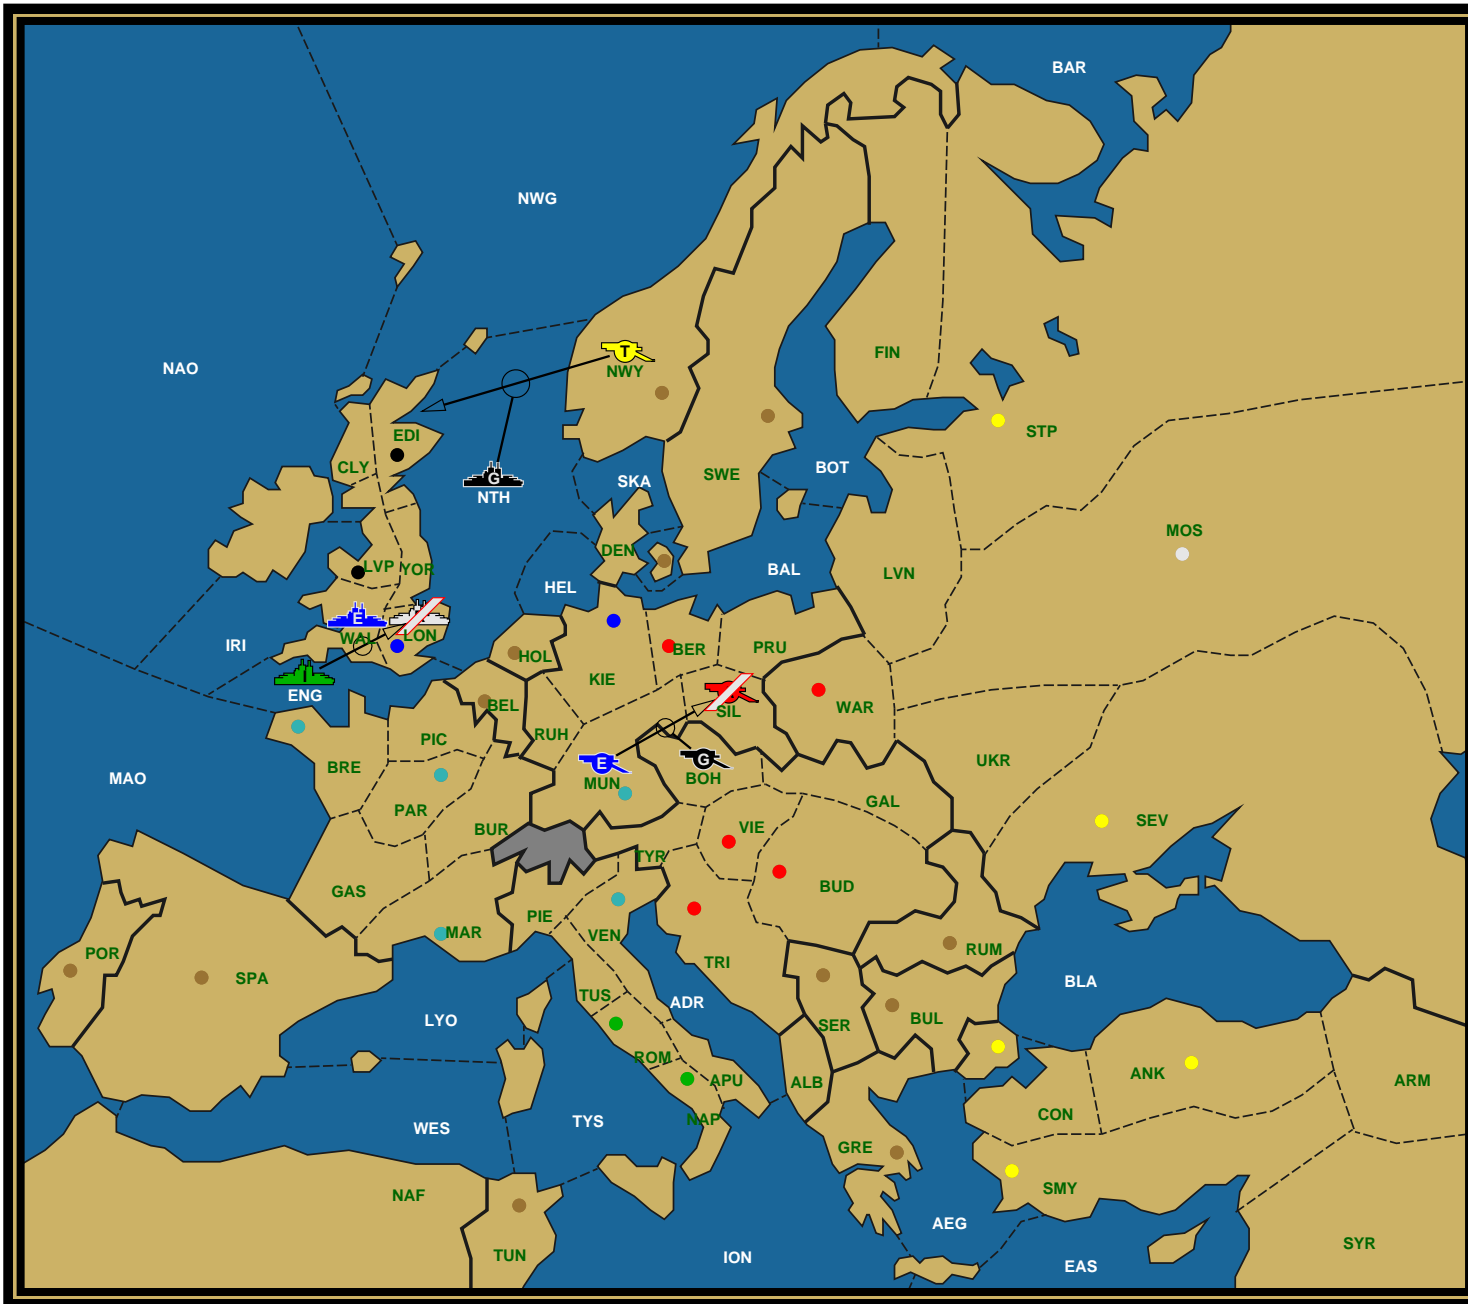 BAR
NWG
NAO
FIN
T
NWY
EDI
STP
CLY
SWE
BOT
SKA
G
NTH
MOS
DEN
LVP
YOR
BAL
LVN
HEL
E
WAL
LON
IRI
HOL
BER
PRU
KIE
ENG
BEL
SIL
WAR
RUH
PIC
UKR
E
G
BRE
MUN
BOH
MAO
GAL
PAR
BUR
VIE
SEV
TYR
GAS
BUD
PIE
MAR
VEN
POR
SPA
TRI
RUM
BLA
TUS
ADR
LYO
SER
BUL
ROM
ANK
APU
ALB
ARM
CON
NAP
TYS
WES
GRE
SMY
NAF
AEG
SYR
TUN
ION
EAS